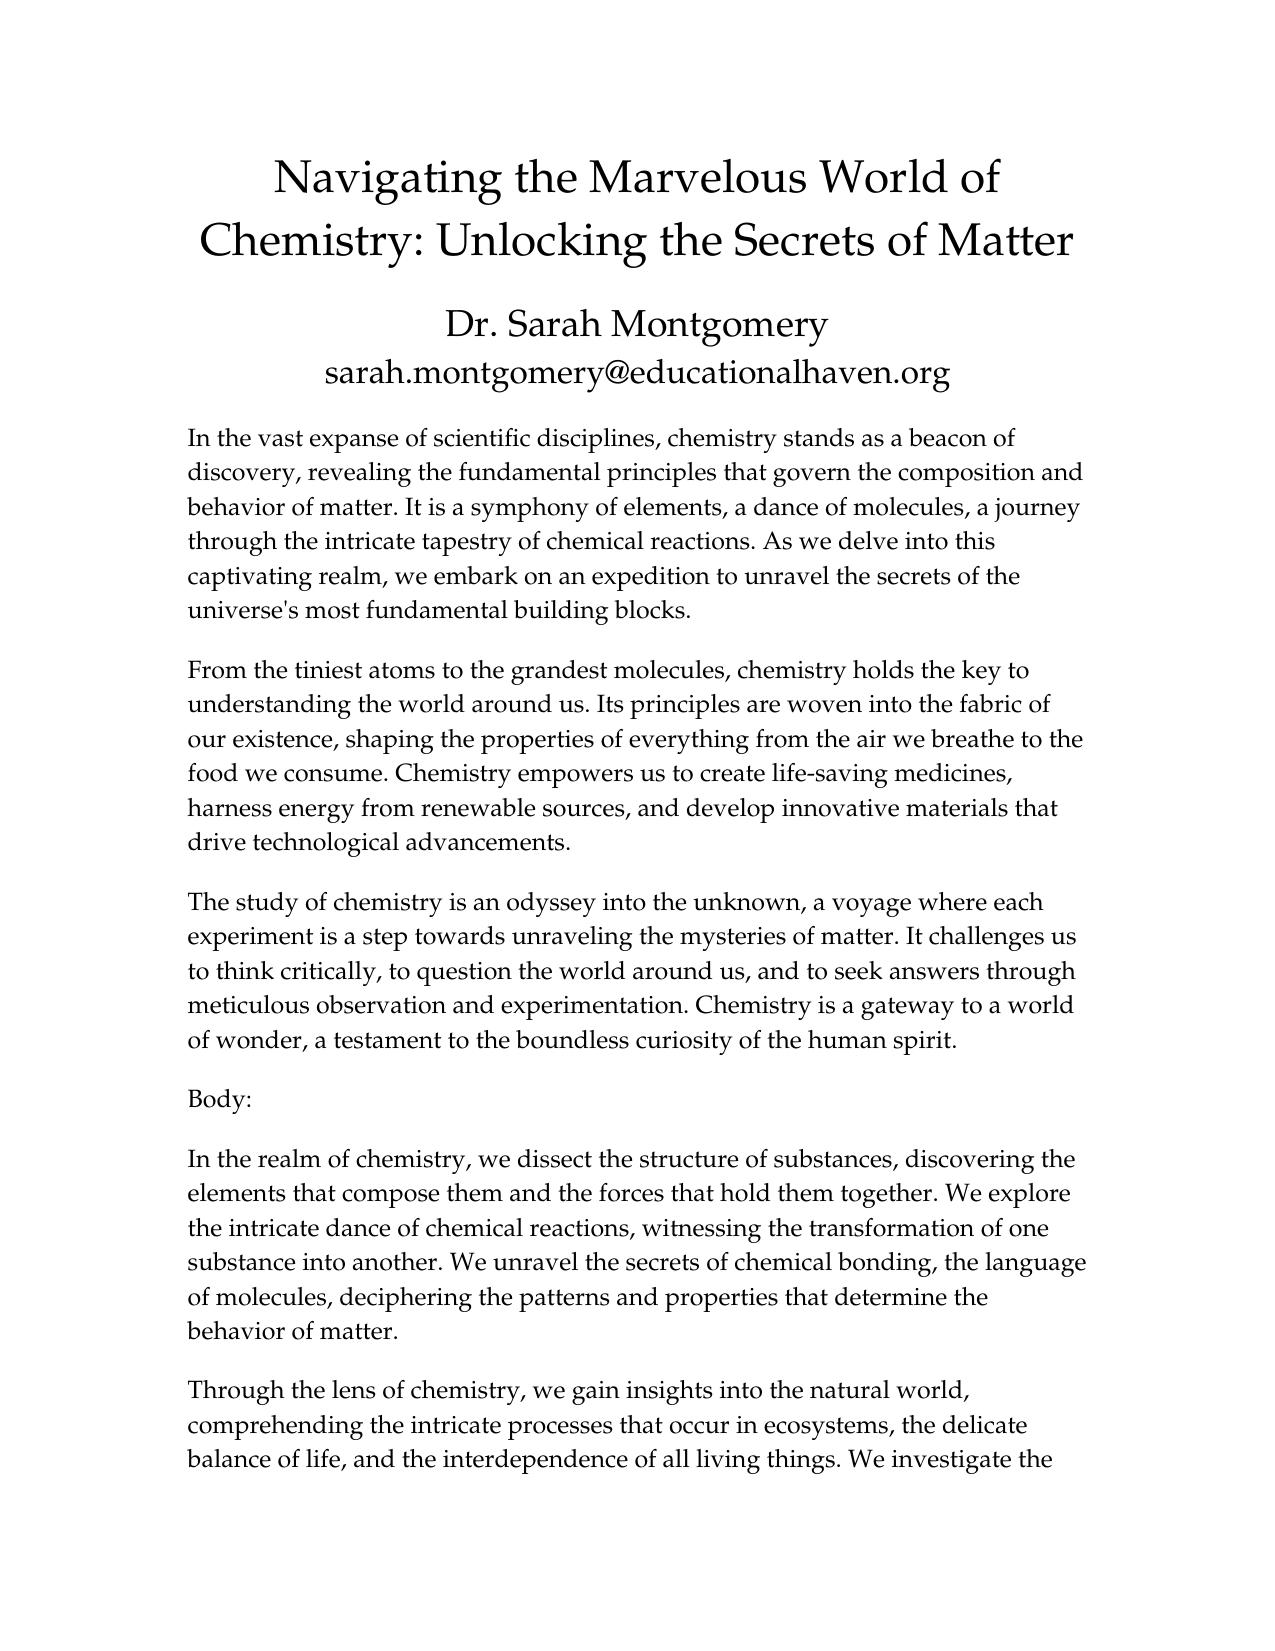 Navigating the Marvelous World of
Chemistry: Unlocking the Secrets of Matter
Dr. Sarah Montgomery
sarah.montgomery@educationalhaven.org
In the vast expanse of scientific disciplines, chemistry stands as a beacon of
discovery, revealing the fundamental principles that govern the composition and
behavior of matter. It is a symphony of elements, a dance of molecules, a journey
through the intricate tapestry of chemical reactions. As we delve into this
captivating realm, we embark on an expedition to unravel the secrets of the
universe's most fundamental building blocks.
From the tiniest atoms to the grandest molecules, chemistry holds the key to
understanding the world around us. Its principles are woven into the fabric of
our existence, shaping the properties of everything from the air we breathe to the
food we consume. Chemistry empowers us to create life-saving medicines,
harness energy from renewable sources, and develop innovative materials that
drive technological advancements.
The study of chemistry is an odyssey into the unknown, a voyage where each
experiment is a step towards unraveling the mysteries of matter. It challenges us
to think critically, to question the world around us, and to seek answers through
meticulous observation and experimentation. Chemistry is a gateway to a world
of wonder, a testament to the boundless curiosity of the human spirit.
Body:
In the realm of chemistry, we dissect the structure of substances, discovering the
elements that compose them and the forces that hold them together. We explore
the intricate dance of chemical reactions, witnessing the transformation of one
substance into another. We unravel the secrets of chemical bonding, the language
of molecules, deciphering the patterns and properties that determine the
behavior of matter.
Through the lens of chemistry, we gain insights into the natural world,
comprehending the intricate processes that occur in ecosystems, the delicate
balance of life, and the interdependence of all living things. We investigate the